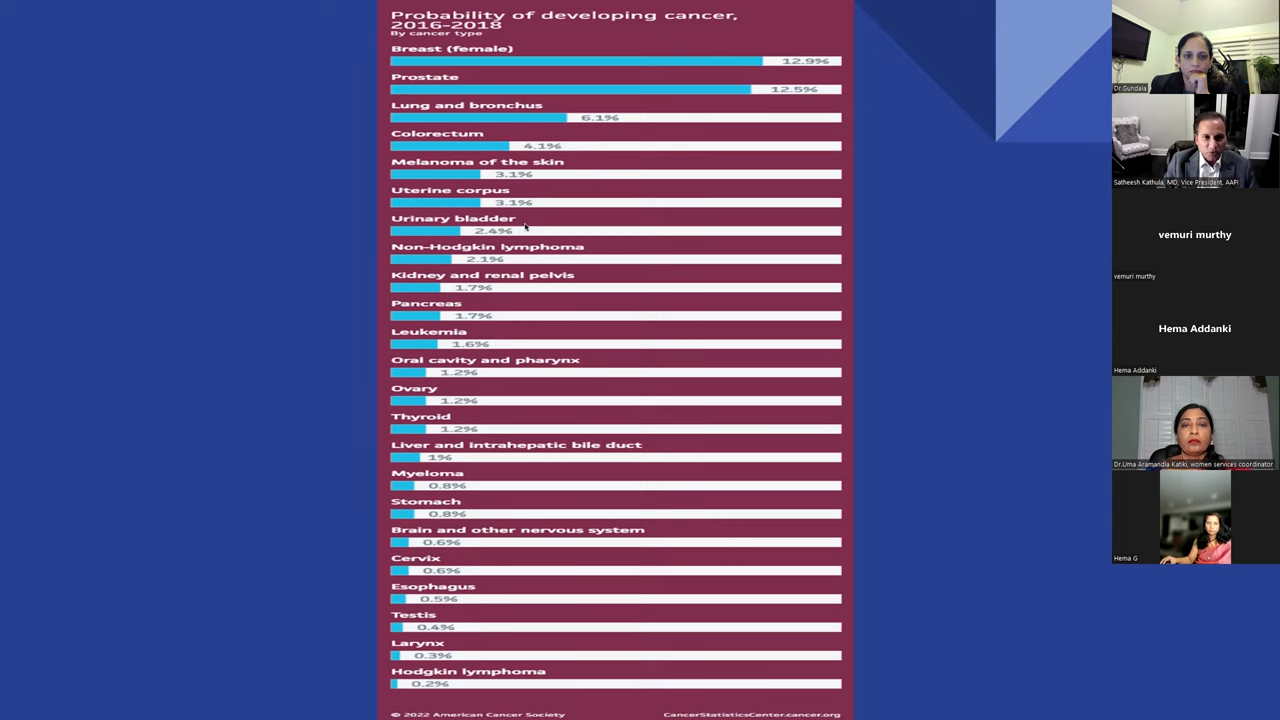 Probability of developing cancer,
2016-2018
By cancer type
Breast (female)
12.9%
Prostate
12.5%
Lung and bronchus
6.1%
Colorectum
4.1%
Melanoma of the skin
3.1%
Uterine corpus
3.1%
Urinary bladder
2.4%
Non-Hodgkin lymphoma
2.1%
Kidney and renal pelvis
1.7%
Pancreas
1.7%
Leukemia
1.6%
Oral cavity and pharynx
1.2%
Ovary
1.2%
Thyroid
1.2%
Liver and intrahepatic bile duct
1%
Myeloma
0.8%
Stomach
0.8%
Brain and other nervous system
0.6%
Cervix
0.6%
Esophagus
0.5%
Testis
0.4%
Larynx
0.3%
Hodgkin lymphoma
0.2%
© 2022 American Cancer Society
CancerStatisticsCenter.cancer.org
Dr.Gundala
Satheesh Kathula, MD, Vice President, AAPI
vemuri murthy
vemuri murthy
Hema Addanki
Hema Addanki
Dr.Uma Aramandla Katiki, women services coordinator
Hema G